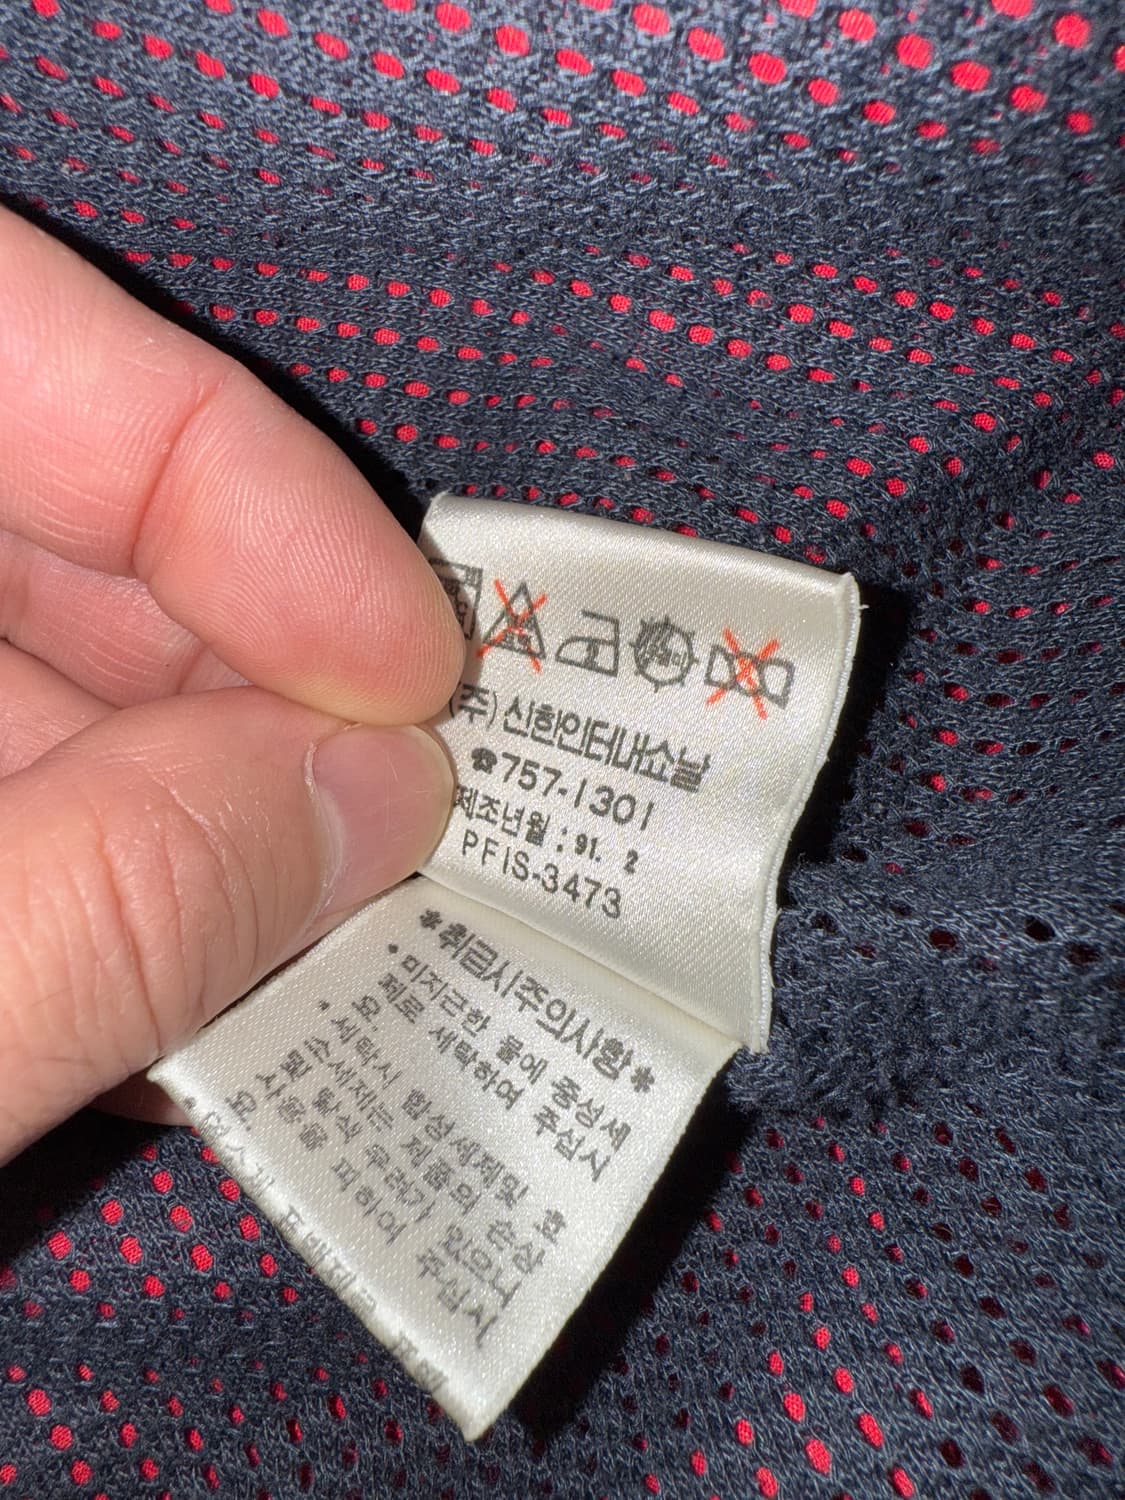 (주)신한인터내쇼날
☎757-1301
제조년월 : 91. 2
PFIS-3473
*취급시주의사항*
• 미지근한 물에 중성세
제로 세탁하여 주십시
요.
• 세탁시 합성세제및 효
소세제는 제품의 손상
및 탈색 우려가 있으니
사용을 피하여 주십시
요.